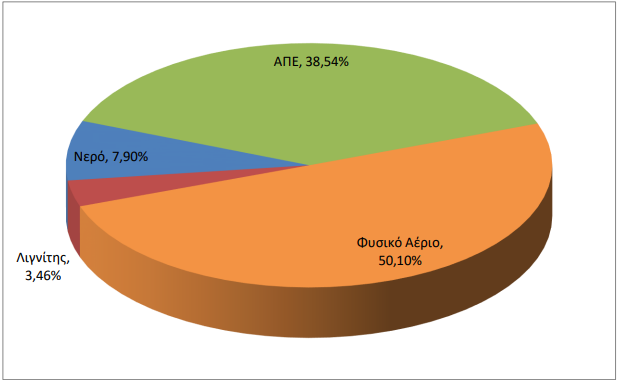 ΑΠΕ, 38,54%
Νερό, 7,90%
Φυσικό Αέριο,
50,10%
Λιγνίτης,
3,46%